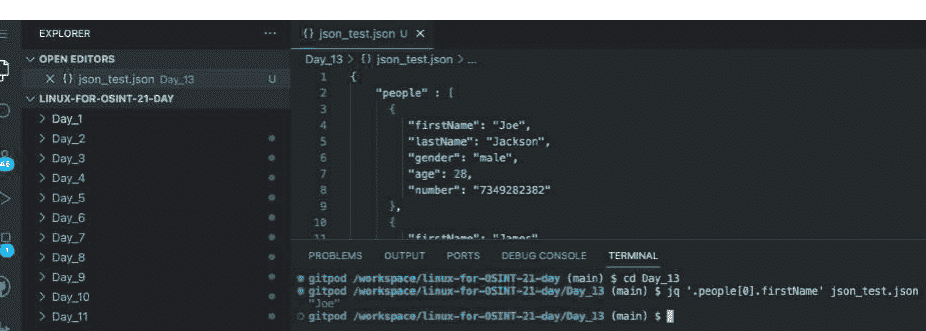 EXPLORER ...
OPEN EDITORS
{} json_test.json Day_13 U
LINUX-FOR-OSINT-21-DAY
Day_1
Day_2
Day_3
Day_4
Day_5
Day_6
Day_7
Day_8
Day_9
Day_10
Day_11
{} json_test.json U
Day_13 > {} json_test.json > ...
1 {
2 "people" : [
3 {
4 "firstName": "Joe",
5 "lastName": "Jackson",
6 "gender": "male",
7 "age": 28,
8 "number": "7349282382"
9 },
10 {
11 "firstName": "James"
PROBLEMS OUTPUT PORTS DEBUG CONSOLE TERMINAL
gitpod /workspace/linux-for-OSINT-21-day (main) $ cd Day_13
gitpod /workspace/linux-for-OSINT-21-day/Day_13 (main) $ jq '.people[0].firstName' json_test.json
"Joe"
gitpod /workspace/linux-for-OSINT-21-day/Day_13 (main) $